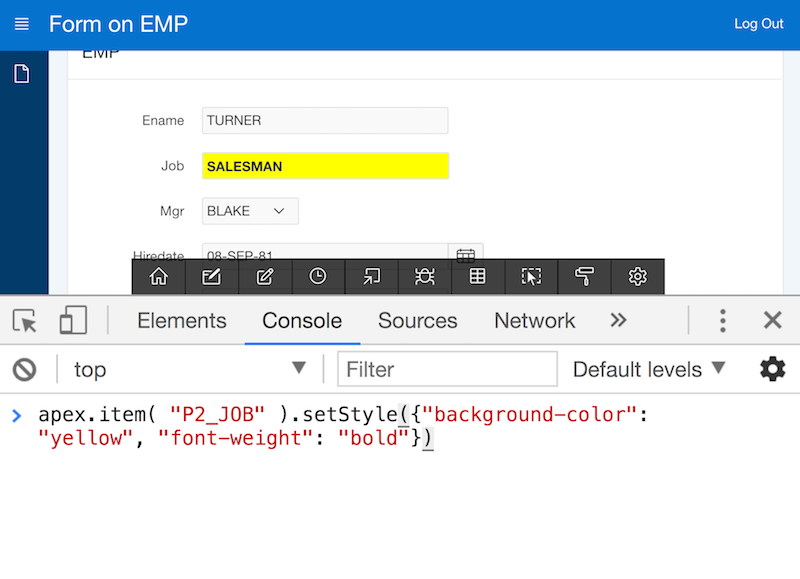 Form on EMP
Log Out
EMP
Ename TURNER
Job SALESMAN
Mgr BLAKE
Hiredate 08-SEP-81
Elements Console Sources Network
top Filter Default levels
apex.item( "P2_JOB" ).setStyle({"background-color":
"yellow", "font-weight": "bold"})